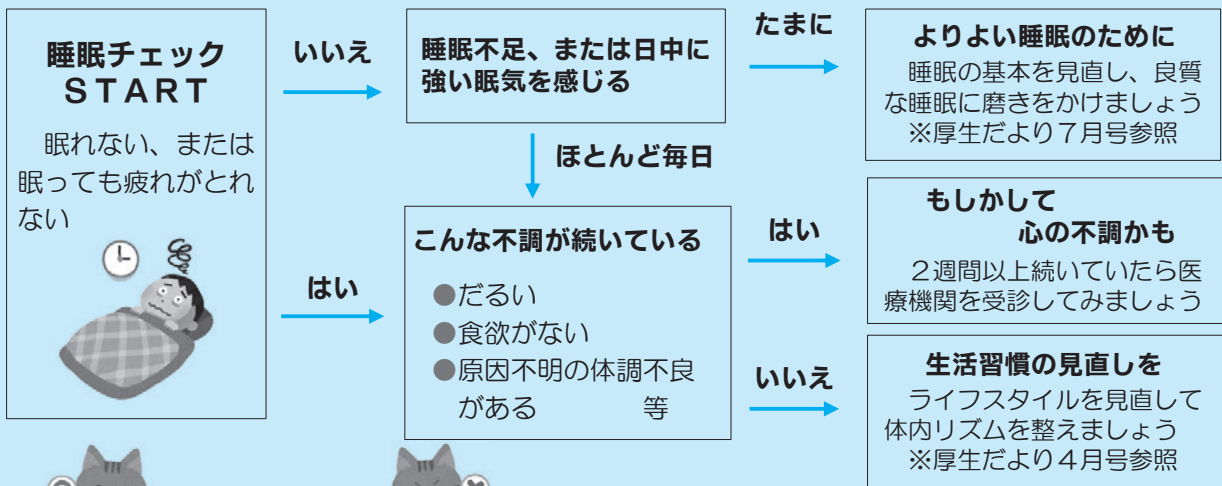 睡眠チェック
ＳＴＡＲＴ
眠れない、または
眠っても疲れがとれ
ない
いいえ
はい
睡眠不足、または日中に
強い眠気を感じる
たまに
ほとんど毎日
よりよい睡眠のために
睡眠の基本を見直し、良質
な睡眠に磨きをかけましょう
※厚生だより７月号参照
こんな不調が続いている
●だるい
●食欲がない
●原因不明の体調不良
がある　　　等
はい
もしかして
心の不調かも
２週間以上続いていたら医
療機関を受診してみましょう
いいえ
生活習慣の見直しを
ライフスタイルを見直して
体内リズムを整えましょう
※厚生だより４月号参照